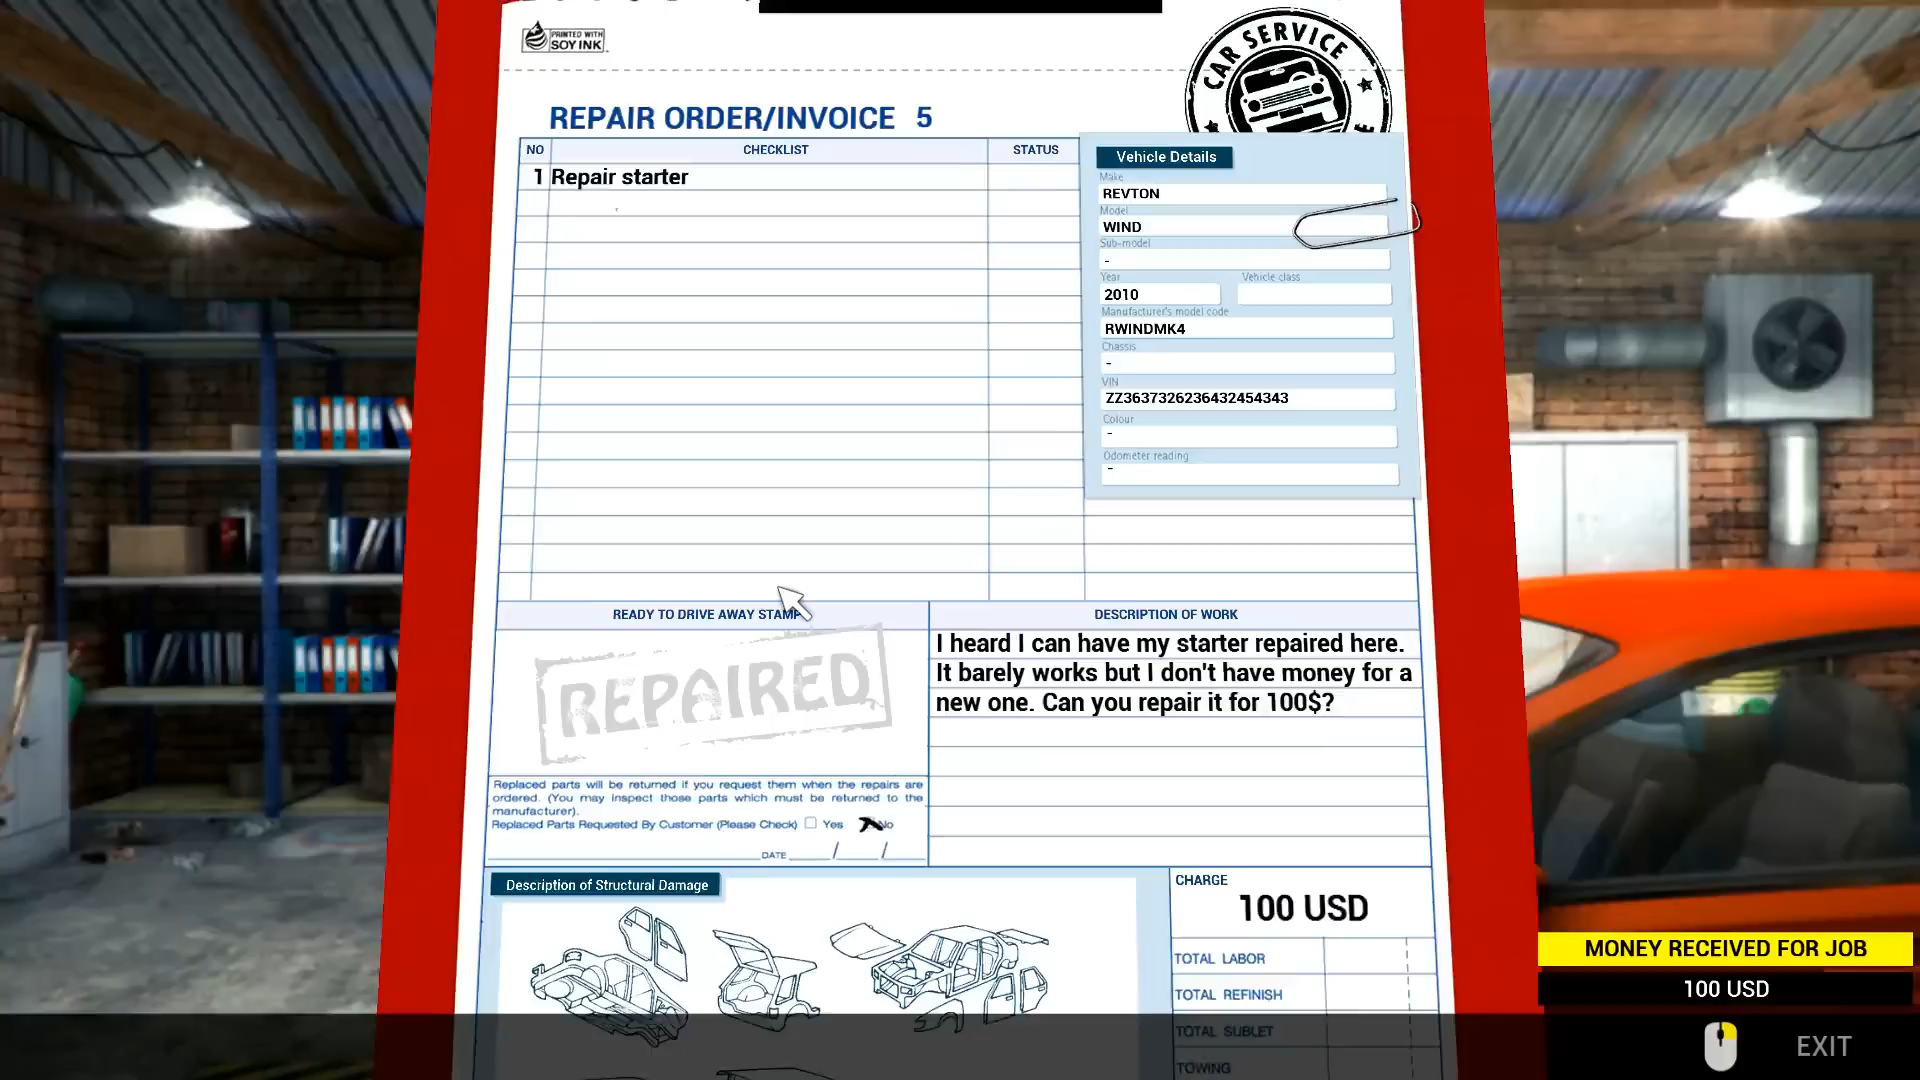 PRINTED WITH
SOY INK
CAR SERVICE
REPAIR ORDER/INVOICE 5
NO CHECKLIST STATUS
1 Repair starter
Vehicle Details
Make
REVTON
Model
WIND
Sub-model
-
Year Vehicle class
2010
Manufacturer's model code
RWINDMK4
Chassis
-
VIN
ZZ3637326236432454343
Colour
-
Odometer reading
-
READY TO DRIVE AWAY STAMP
REPAIRED
DESCRIPTION OF WORK
I heard I can have my starter repaired here.
It barely works but I don't have money for a
new one. Can you repair it for 100$?
Replaced parts will be returned if you request them when the repairs are
ordered. (You may inspect those parts which must be returned to the
manufacturer).
Replaced Parts Requested By Customer (Please Check) Yes No
DATE / /
Description of Structural Damage
CHARGE
100 USD
TOTAL LABOR
TOTAL REFINISH
TOTAL SUBLET
TOWING
MONEY RECEIVED FOR JOB
100 USD
EXIT